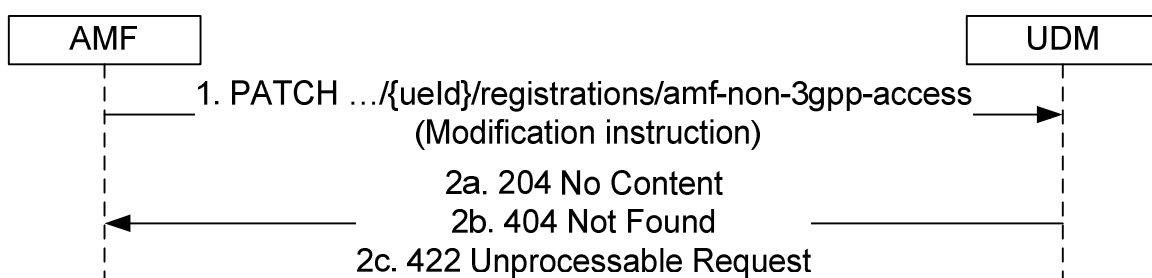 AMF
UDM
1. PATCH .../{ueId}/registrations/amf-non-3gpp-access
(Modification instruction)
2a. 204 No Content
2b. 404 Not Found
2c. 422 Unprocessable Request